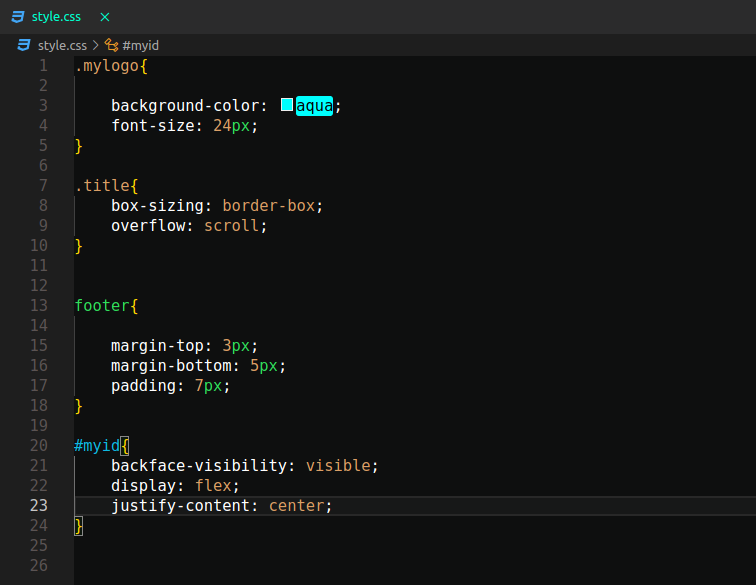 style.css ×
style.css > #myid
1 .mylogo{
2
3 background-color: aqua;
4 font-size: 24px;
5 }
6
7 .title{
8 box-sizing: border-box;
9 overflow: scroll;
10 }
11
12
13 footer{
14
15 margin-top: 3px;
16 margin-bottom: 5px;
17 padding: 7px;
18 }
19
20 #myid{
21 backface-visibility: visible;
22 display: flex;
23 justify-content: center;
24 }
25
26